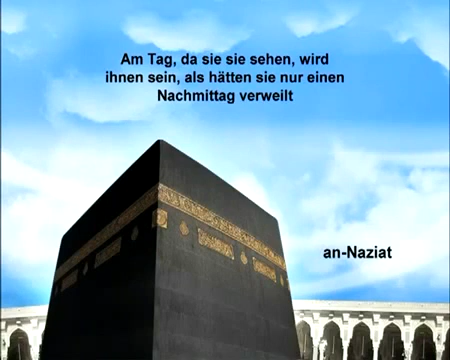 Am Tag, da sie sie sehen, wird
ihnen sein, als hätten sie nur einen
Nachmittag verweilt
an-Naziat